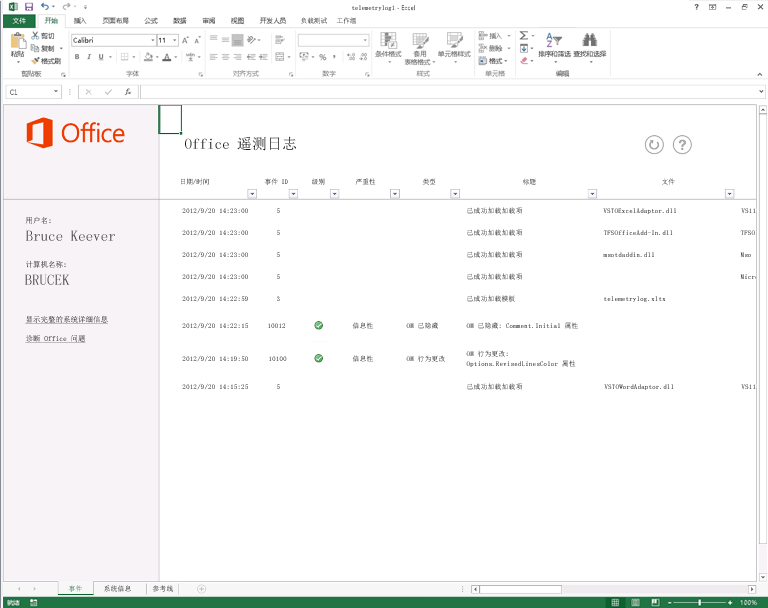 telemetrylog1 - Excel
文件 开始 插入 页面布局 公式 数据 审阅 视图 开发人员 负载测试 工作组
粘贴
剪切
复制
格式刷
剪贴板
Calibri 11
B I U
字体
对齐方式
数字
条件格式
套用
表格格式
单元格样式
样式
插入
删除
格式
单元格
排序和筛选 查找和选择
编辑
C1
fx
Office
Office 遥测日志
日期/时间 事件 ID 级别 严重性 类型 标题 文件
用户名:
Bruce Keever
计算机名称:
BRUCEK
显示完整的系统详细信息
诊断 Office 问题
2012/9/20 14:23:00 5 已成功加载加载项 VSTOExcelAdaptor.dll VS11
2012/9/20 14:23:00 5 已成功加载加载项 TFSOfficeAdd-In.dll TFSO
2012/9/20 14:23:00 5 已成功加载加载项 msotdaddin.dll Mso
2012/9/20 14:23:00 5 已成功加载加载项 Micr
2012/9/20 14:22:59 3 已成功加载模板 telemetrylog.xltx
2012/9/20 14:22:15 10012 信息性 OM 已隐藏 OM 已隐藏: Comment.Initial 属性
2012/9/20 14:19:50 10100 信息性 OM 行为更改 OM 行为更改:
Options.RevisedLinesColor 属性
2012/9/20 14:15:25 5 已成功加载加载项 VSTOWordAdaptor.dll VS11
事件 系统信息 参考线
就绪
100%